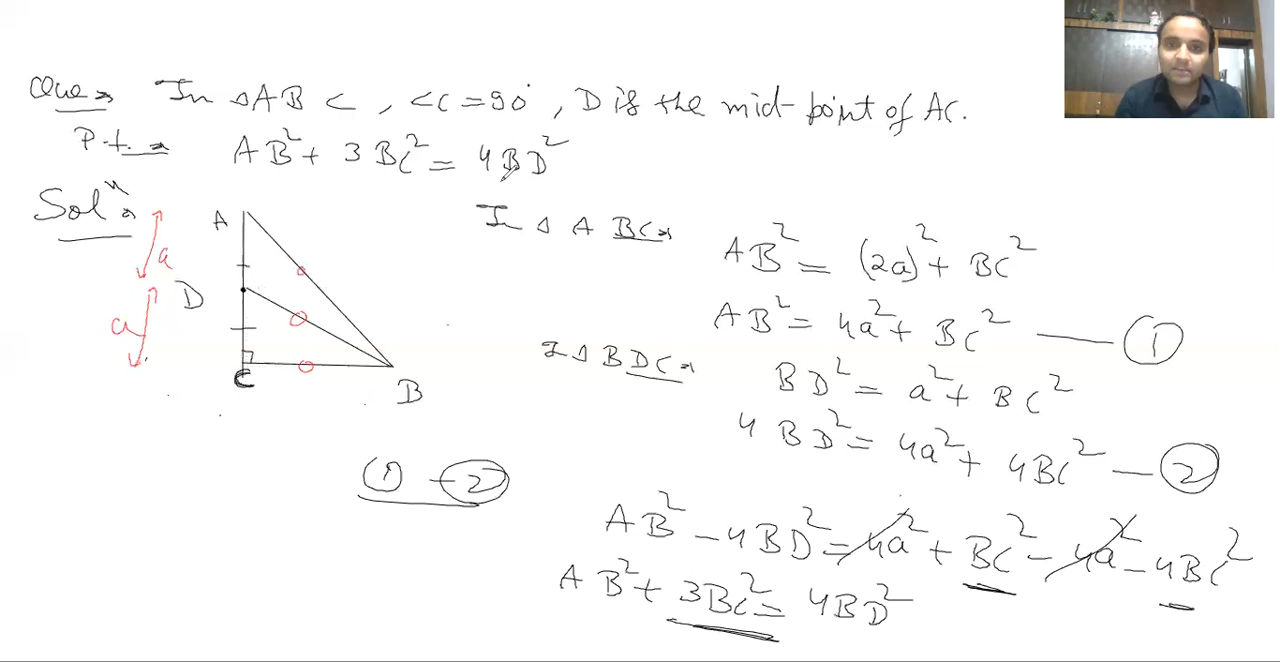 Que → In △ABC, ∠C = 90°, D is the mid-point of AC.
P.t. → AB² + 3BC² = 4BD²
Solⁿ →
A
a
D
a
C
B
In △ABC →
AB² = (2a)² + BC²
AB² = 4a² + BC² — ①
I △BDC →
BD² = a² + BC²
4BD² = 4a² + 4BC² — ②
① - ②
AB² - 4BD² = 4a² + BC² - 4a² - 4BC²
AB² + 3BC² = 4BD²